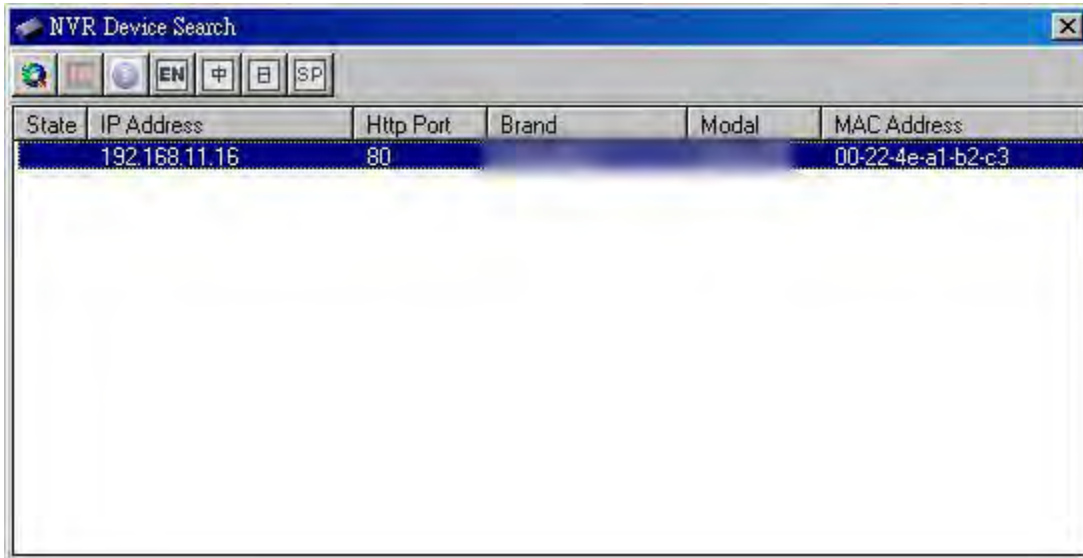 NVR Device Search
EN 中 日 SP
State IP Address Http Port Brand Modal MAC Address
192.168.11.16 80 00-22-4e-a1-b2-c3